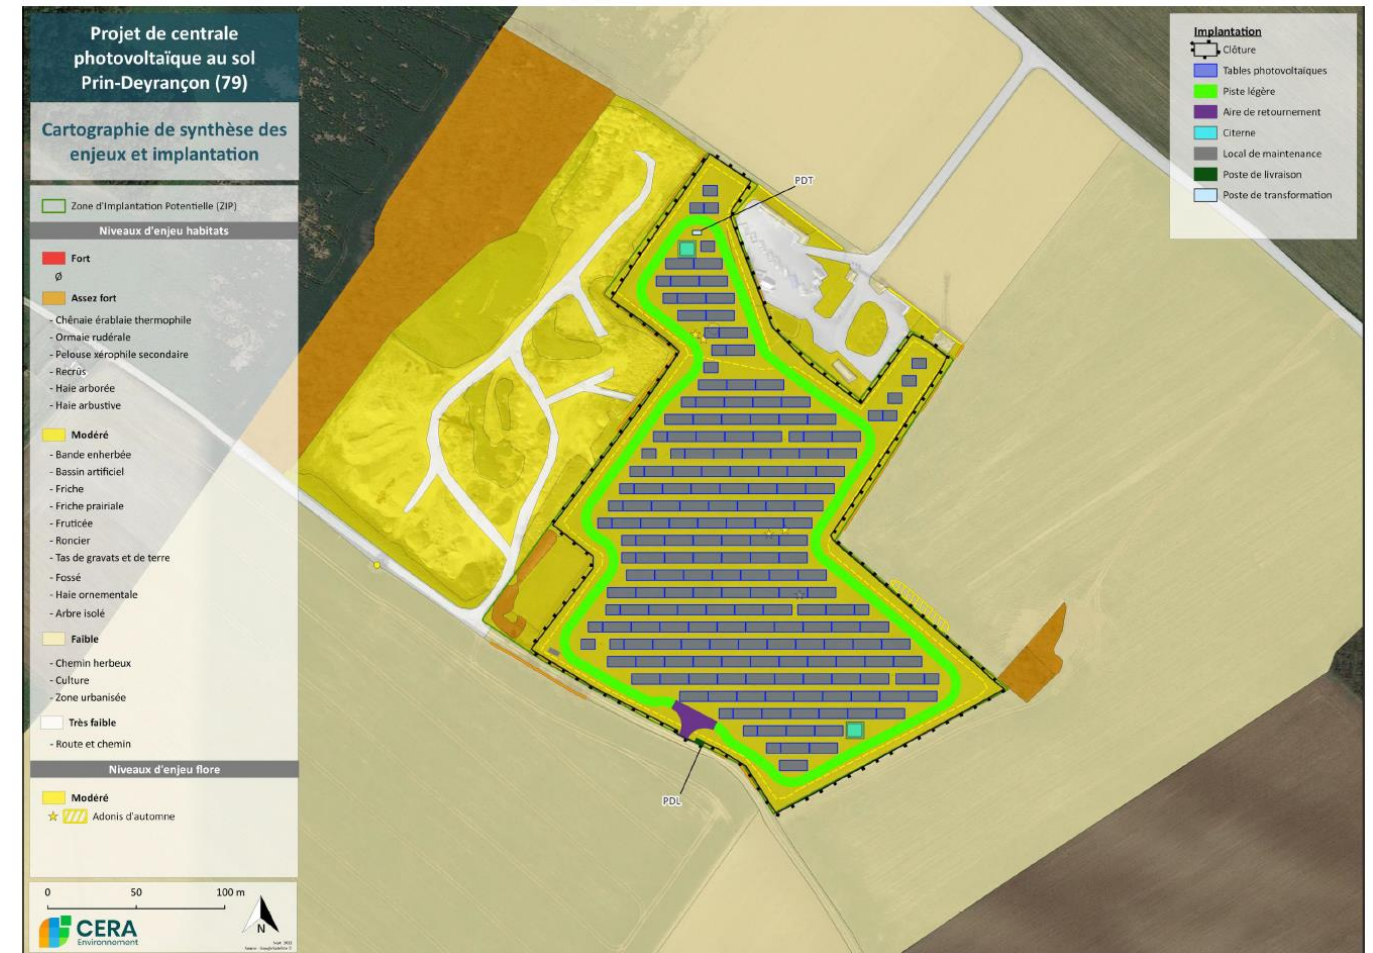 Projet de centrale
photovoltaïque au sol
Prin-Deyrançon (79)
Cartographie de synthèse des
enjeux et implantation
Zone d'Implantation Potentielle (ZIP)
Niveaux d'enjeu habitats
Fort
Ø
Assez fort
- Chênaie érablaie thermophile
- Ormaie rudérale
- Pelouse xérophile secondaire
- Recrûs
- Haie arborée
- Haie arbustive
Modéré
- Bande enherbée
- Bassin artificiel
- Friche
- Friche prairiale
- Fruticée
- Roncier
- Tas de gravats et de terre
- Fossé
- Haie ornementale
- Arbre isolé
Faible
- Chemin herbeux
- Culture
- Zone urbanisée
Très faible
- Route et chemin
Niveaux d'enjeu flore
Modéré
Adonis d'automne
0 50 100 m
N
CERA
Environnement
PDT
PDL
Implantation
Clôture
Tables photovoltaïques
Piste légère
Aire de retournement
Citerne
Local de maintenance
Poste de livraison
Poste de transformation